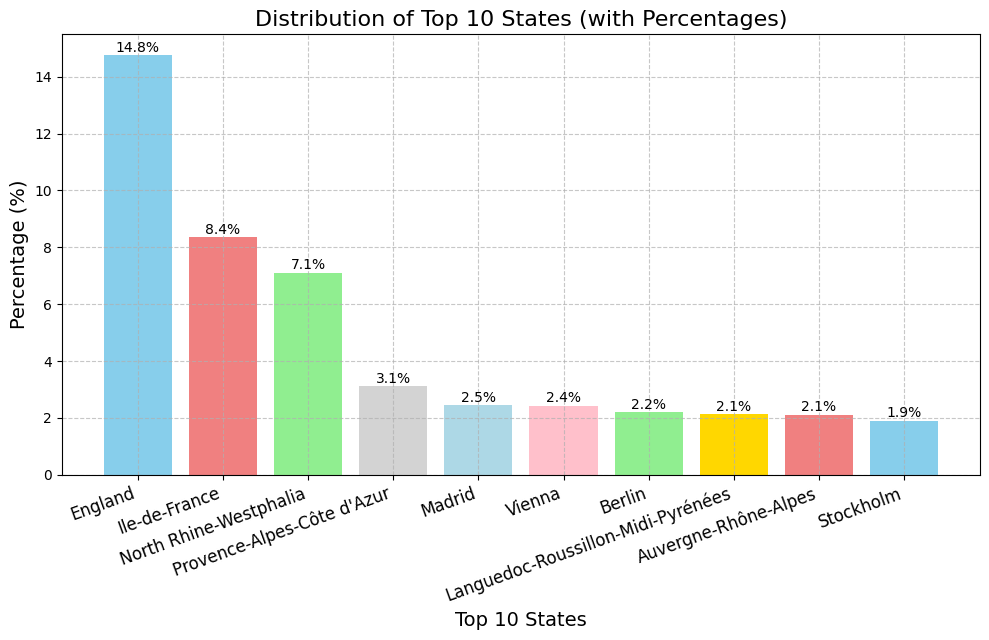 Distribution of Top 10 States (with Percentages)
Percentage (%)
14
12
10
8
6
4
2
0
14.8%
8.4%
7.1%
3.1%
2.5%
2.4%
2.2%
2.1%
2.1%
1.9%
England
Ile-de-France
North Rhine-Westphalia
Provence-Alpes-Côte d'Azur
Madrid
Vienna
Berlin
Languedoc-Roussillon-Midi-Pyrénées
Auvergne-Rhône-Alpes
Stockholm
Top 10 States